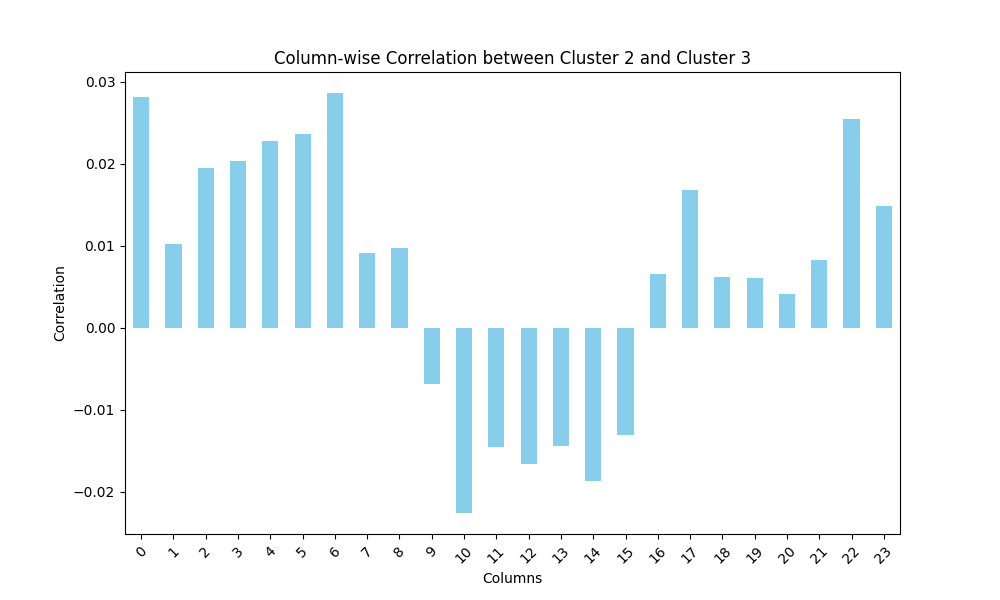 Column-wise Correlation between Cluster 2 and Cluster 3
0.03
0.02
0.01
0.00
−0.01
−0.02
Correlation
0 1 2 3 4 5 6 7 8 9 10 11 12 13 14 15 16 17 18 19 20 21 22 23
Columns